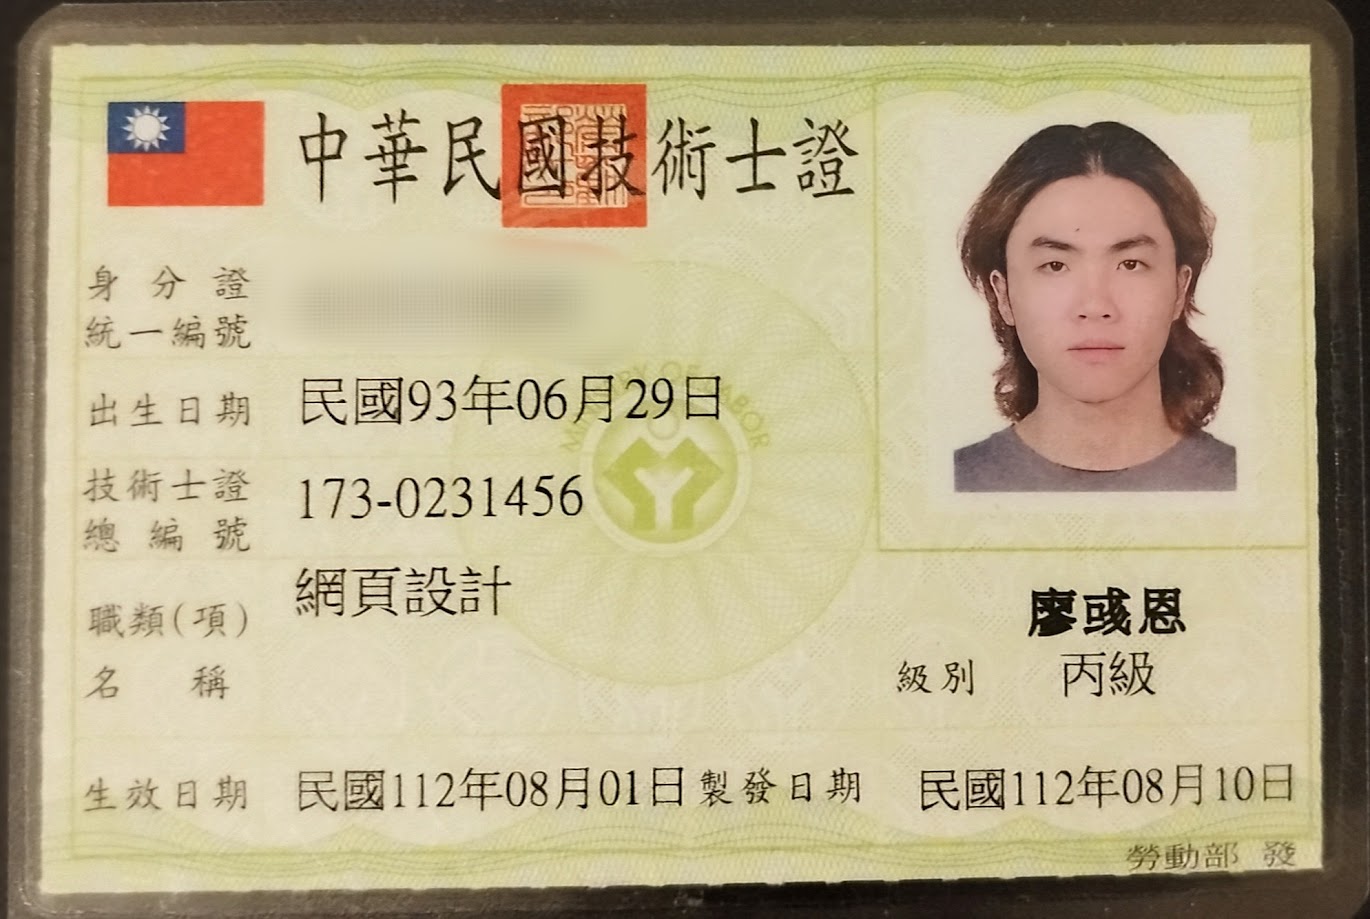 中華民國技術士證
身分證
統一編號
出生日期 民國93年06月29日
技術士證
總編號 173-0231456
職類(項)
名稱 網頁設計
廖彧恩
級別 丙級
生效日期 民國112年08月01日 製發日期 民國112年08月10日
勞動部 發
MINISTRY OF LABOR